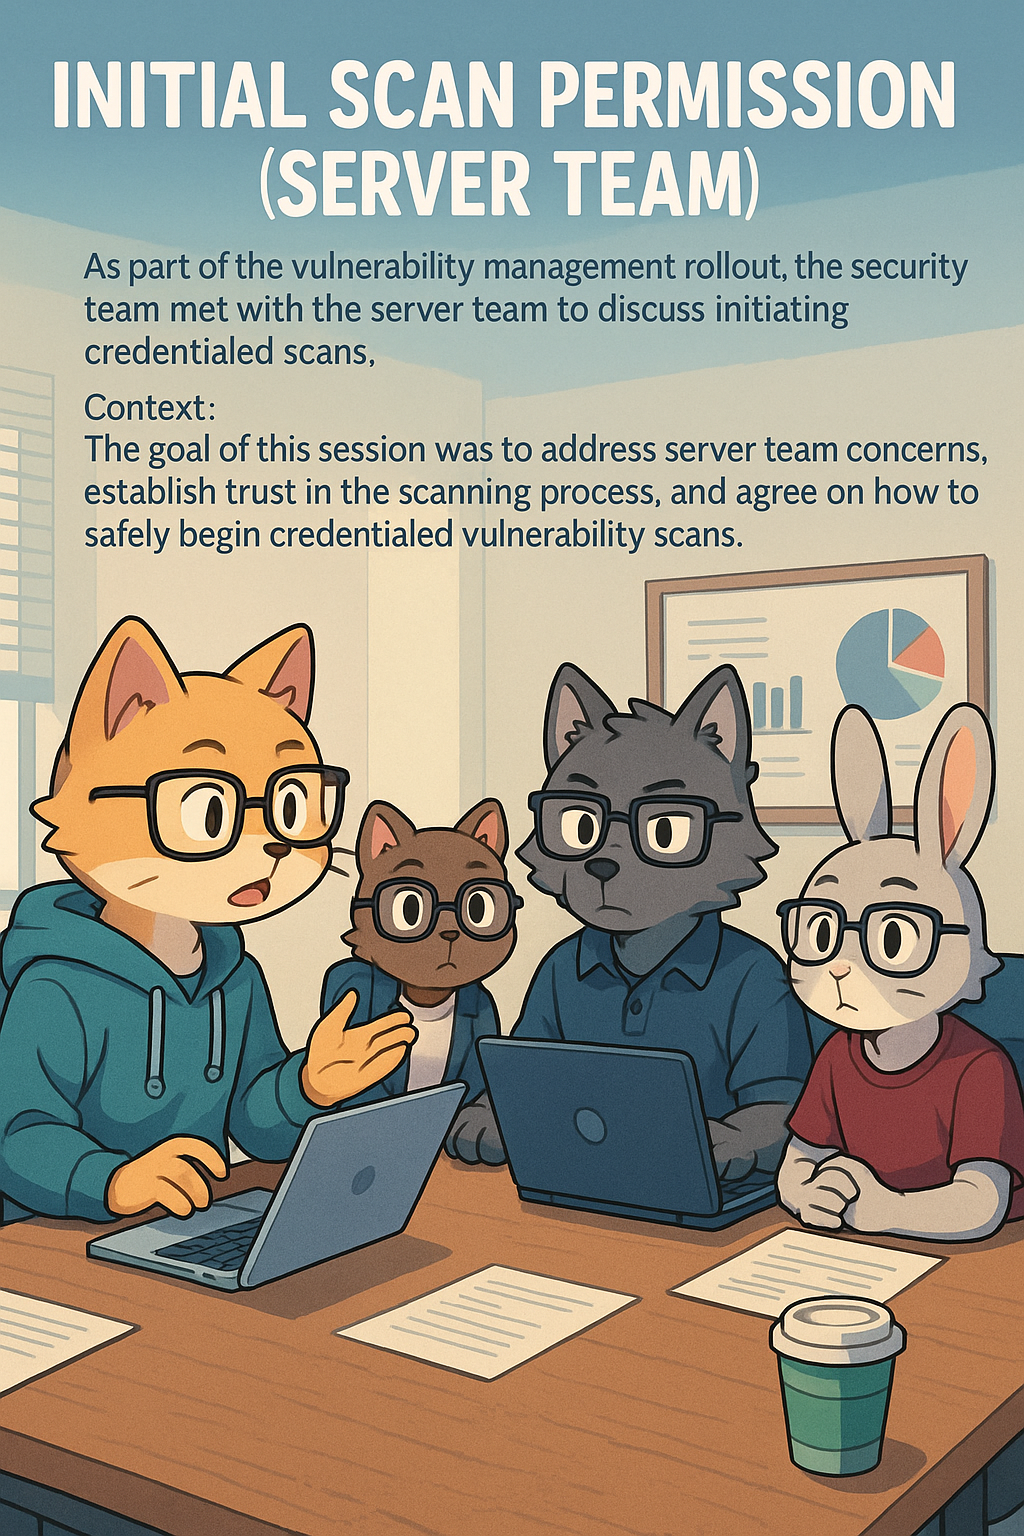 INITIAL SCAN PERMISSION
(SERVER TEAM)
As part of the vulnerability management rollout, the security
team met with the server team to discuss initiating
credentialed scans,
Context:
The goal of this session was to address server team concerns,
establish trust in the scanning process, and agree on how to
safely begin credentialed vulnerability scans.